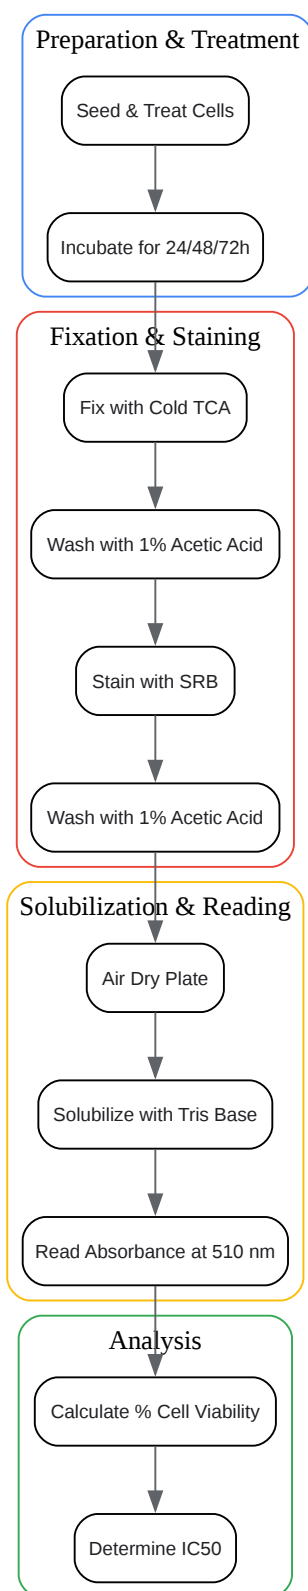 Preparation & Treatment
Seed & Treat Cells
Incubate for 24/48/72h
Fixation & Staining
Fix with Cold TCA
Wash with 1% Acetic Acid
Stain with SRB
Wash with 1% Acetic Acid
Solubilization & Reading
Air Dry Plate
Solubilize with Tris Base
Read Absorbance at 510 nm
Analysis
Calculate % Cell Viability
Determine IC50